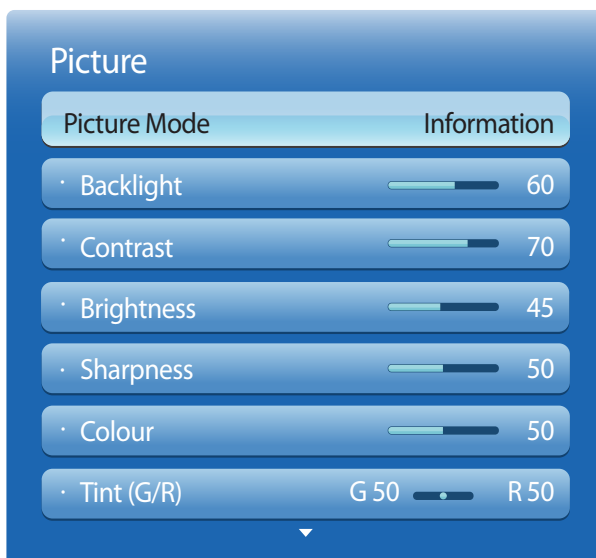 Picture
Picture Mode Information
· Backlight 60
· Contrast 70
· Brightness 45
· Sharpness 50
· Colour 50
· Tint (G/R) G 50 R 50